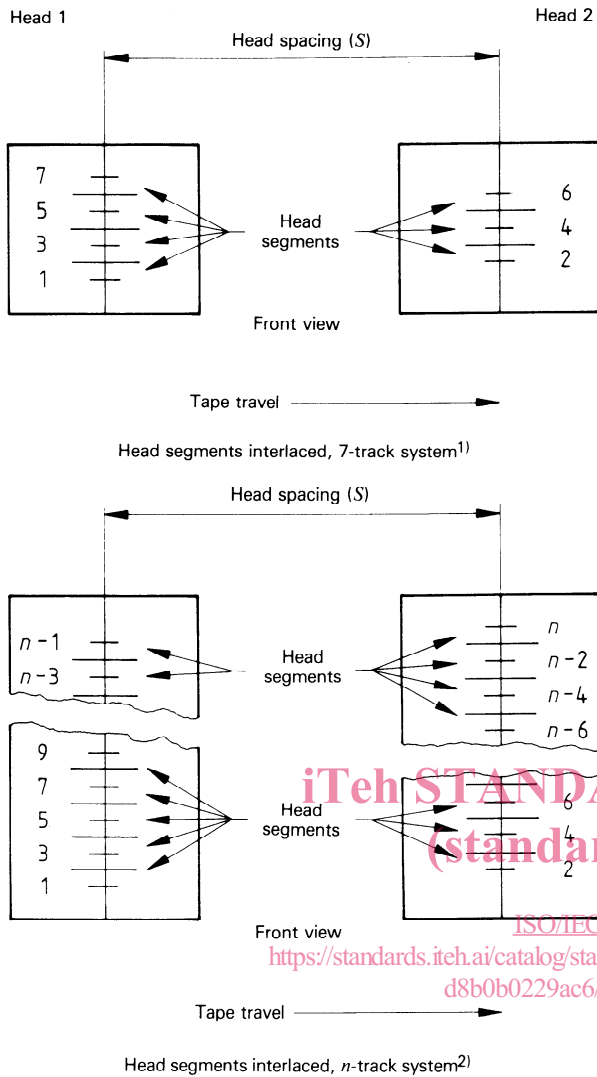 Head 1
Head 2
Head spacing (S)
7
5
3
1
Head
segments
6
4
2
Front view
Tape travel
Head segments interlaced, 7-track system1)
Head spacing (S)
n-1
n-3
Head
segments
n
n-2
n-4
n-6
9
7
5
3
1
Head
segments
6
4
2
iTeh STANDA
(standar
Front view
ISO/IEC
https://standards.iteh.ai/catalog/sta
d8b0b0229ac6/
Tape travel
Head segments interlaced, n-track system2)